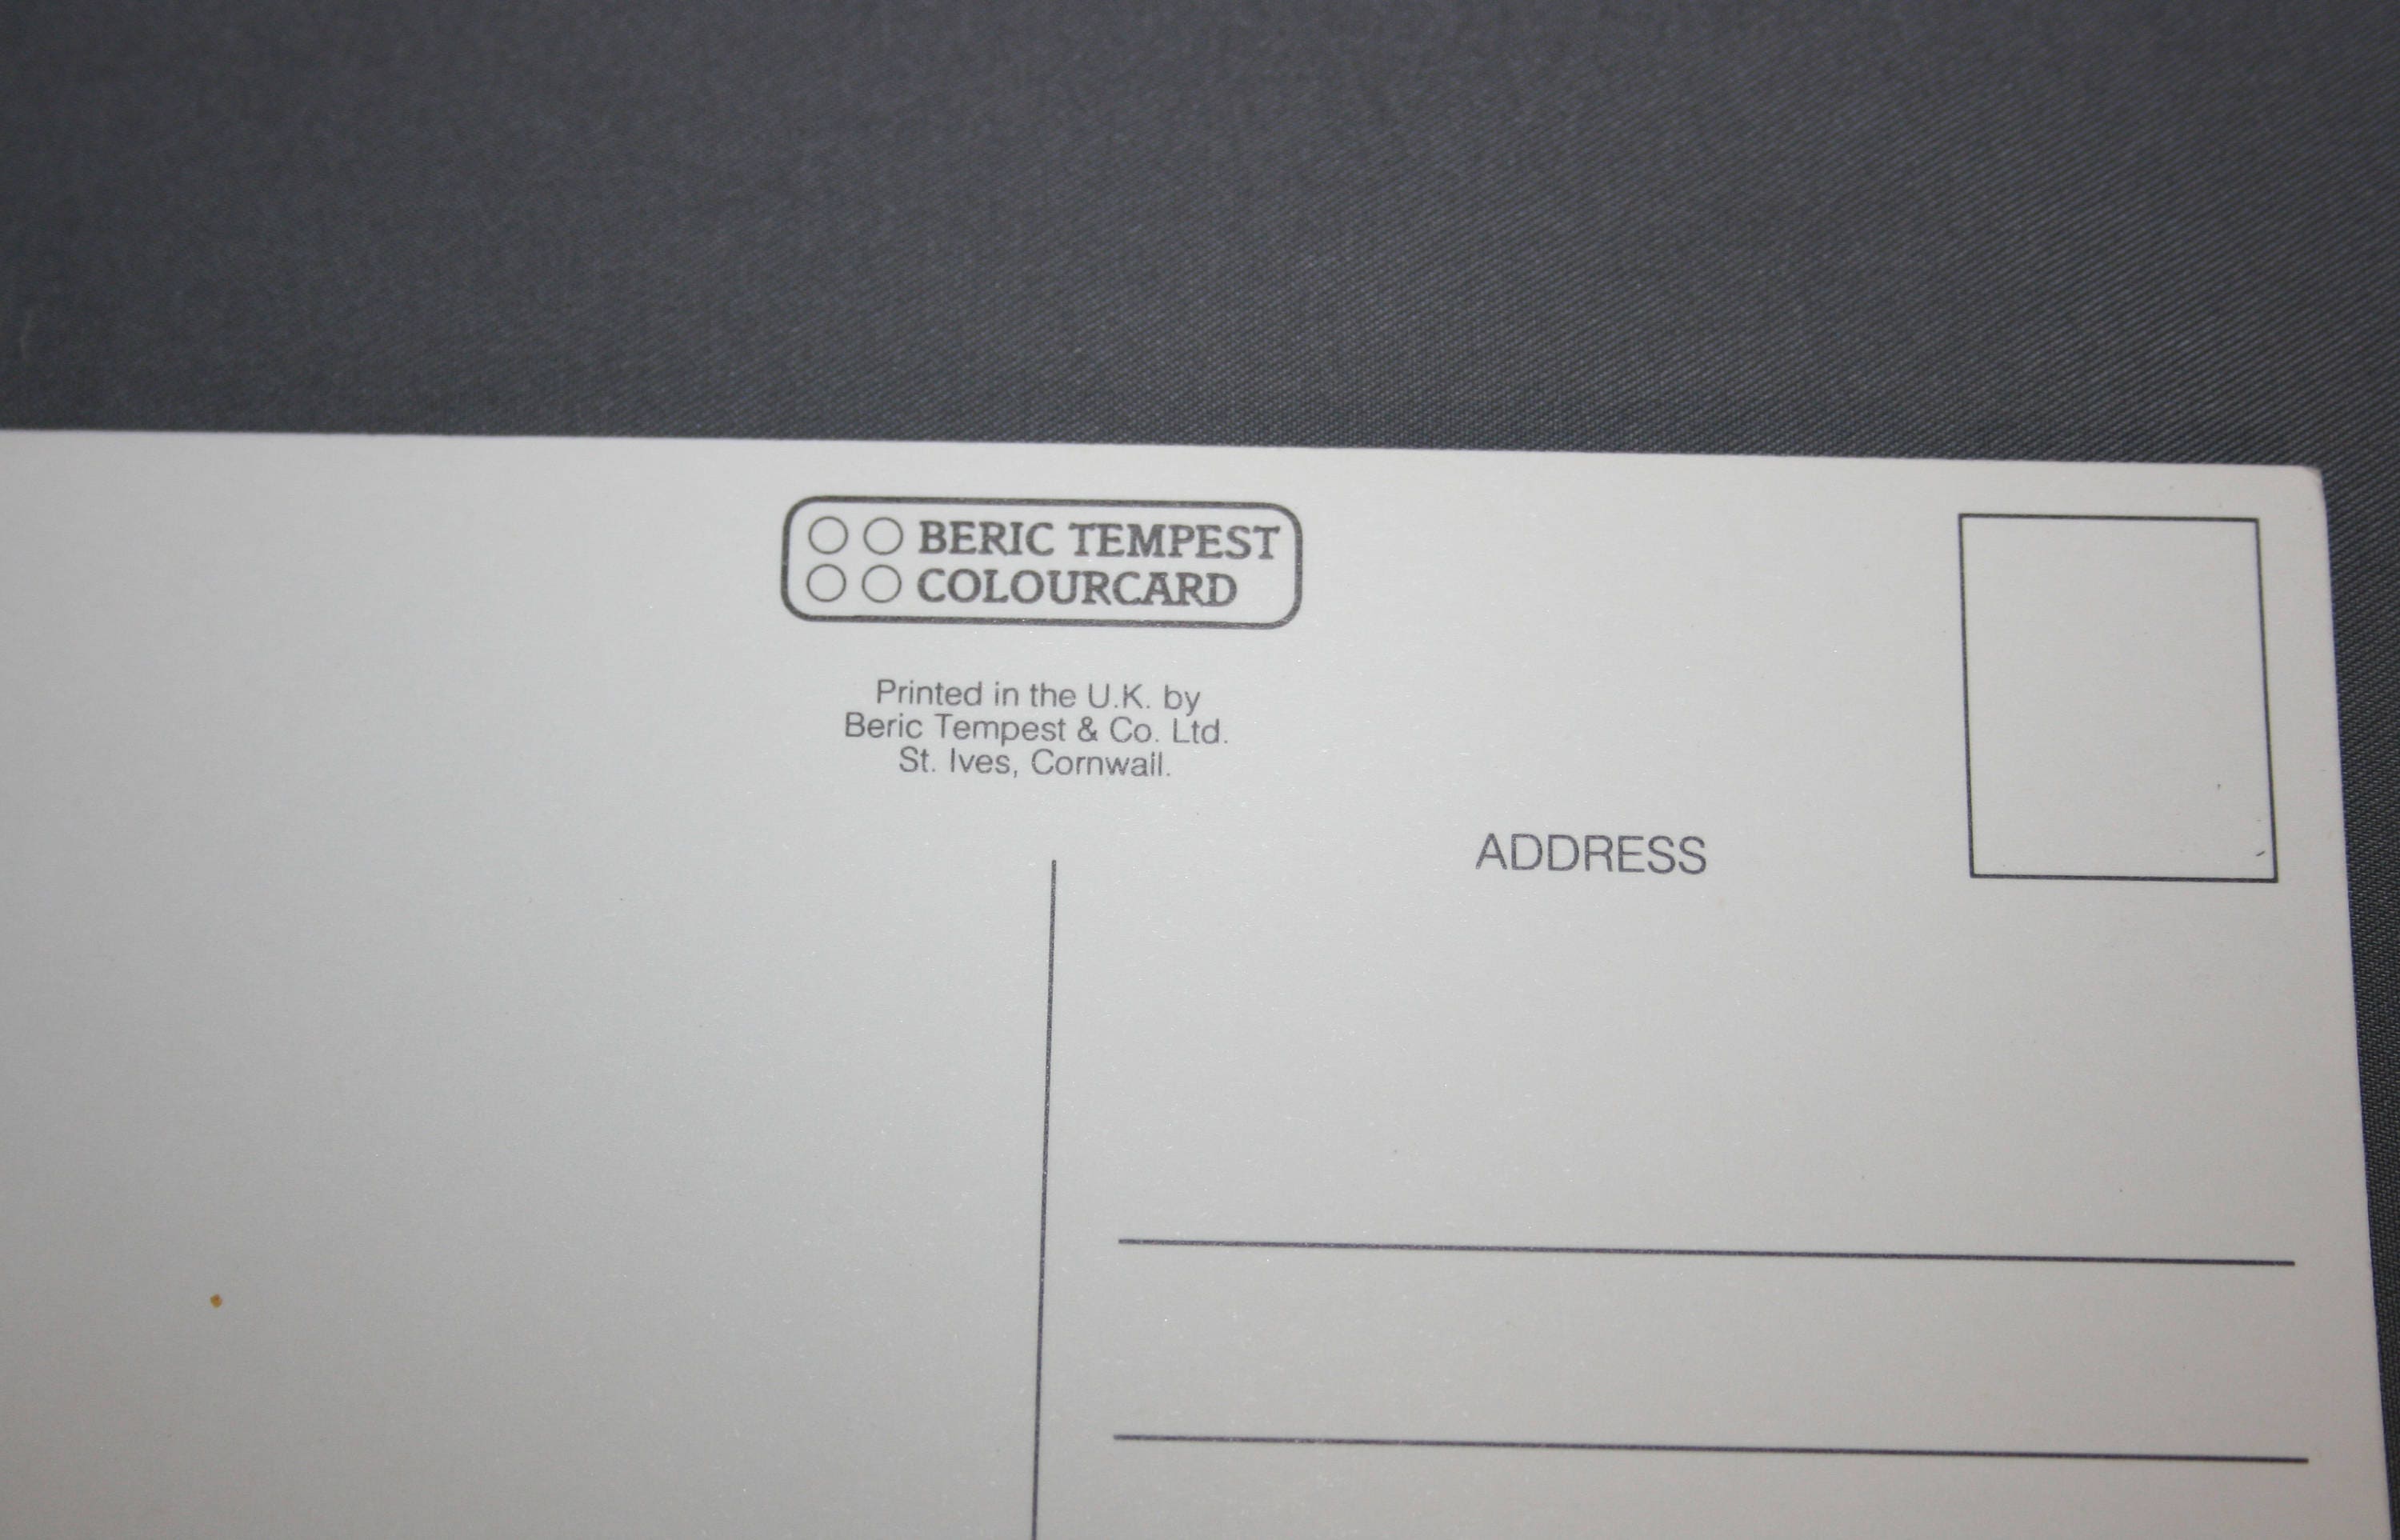 BERIC TEMPEST
COLOURCARD
Printed in the U.K. by
Beric Tempest & Co. Ltd.
St. Ives, Cornwall.
ADDRESS